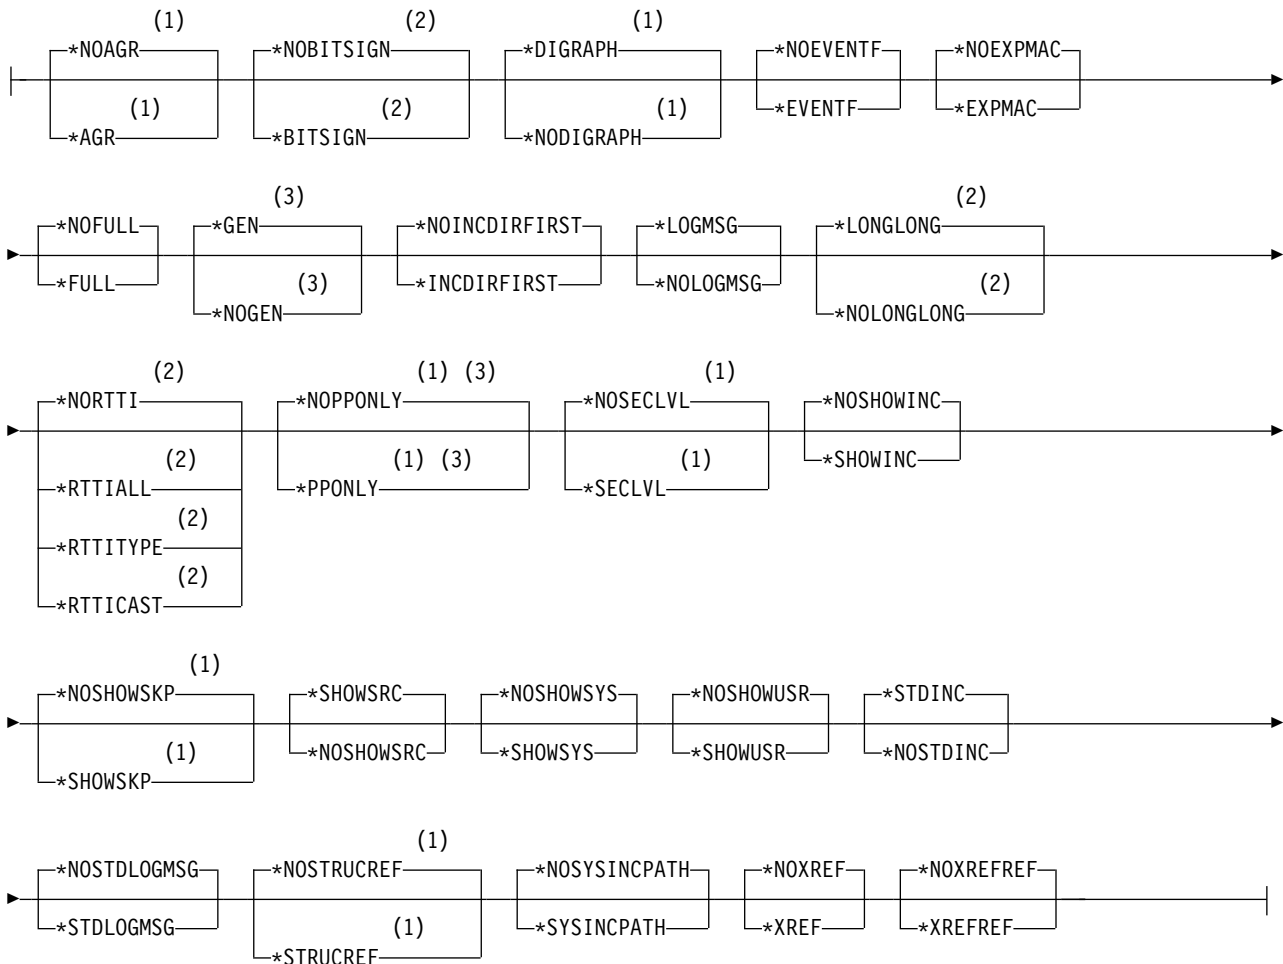 (1) (2) (1)
*NOAGR *NOBITSIGN *DIGRAPH *NOEVENTF *NOEXPMAC
(1) (2) (1) *EVENTF *EXPMAC
*AGR *BITSIGN *NODIGRAPH
(3) (2)
*NOFULL *GEN *NOINCDIRFIRST *LOGMSG *LONGLONG
*FULL (3) *INCDIRFIRST *NOLOGMSG (2)
*NOGEN *NOLONGLONG
(2) (1) (3) (1)
*NORTTI *NOPPONLY *NOSECLVL *NOSHOWINC
(2) (1) (3) (1) *SHOWINC
*RTTIALL *PPONLY *SECLVL
(2)
*RTTITYPE
(2)
*RTTICAST
(1)
*NOSHOWSKP *SHOWSRC *NOSHOWSYS *NOSHOWUSR *STDINC
(1) *NOSHOWSRC *SHOWSYS *SHOWUSR *NOSTDINC
*SHOWSKP
(1)
*NOSTDLOGMSG *NOSTRUCREF *NOSYSINCPATH *NOXREF *NOXREFREF
*STDLOGMSG (1) *SYSINCPATH *XREF *XREFREF
*STRUCREF